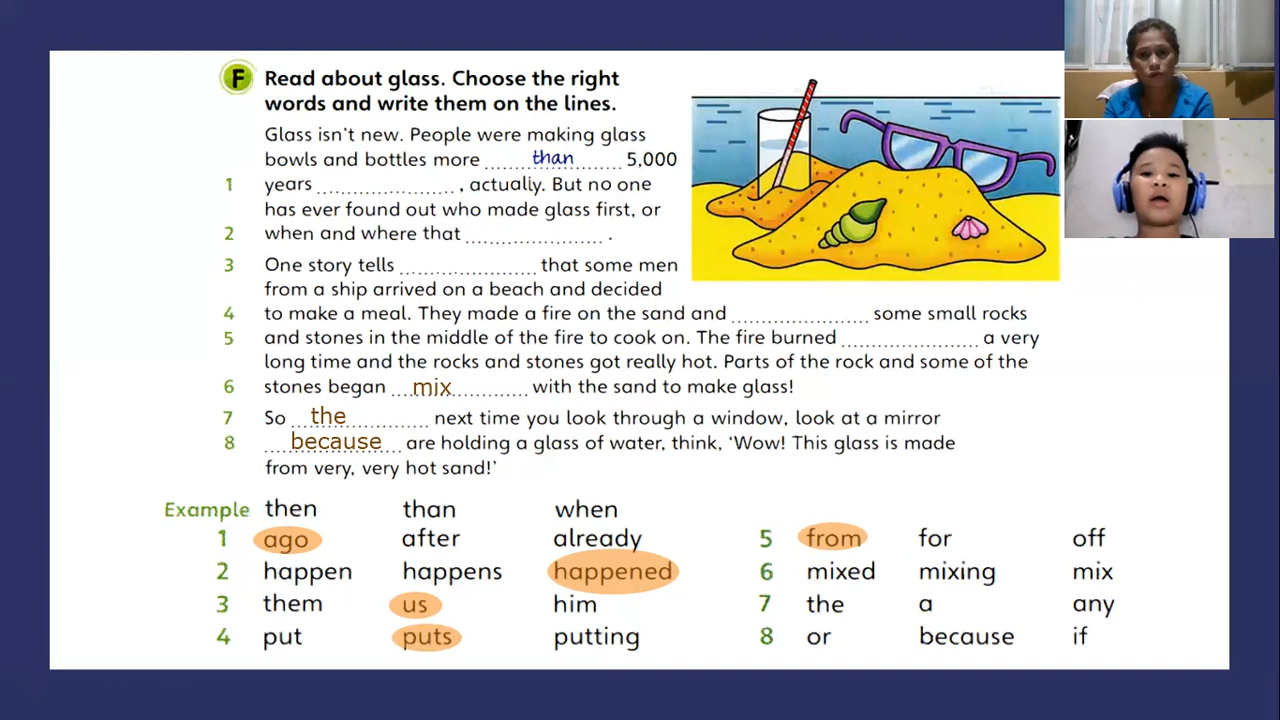 F Read about glass. Choose the right
words and write them on the lines.
Glass isn't new. People were making glass
bowls and bottles more than 5,000
1 years ...................... , actually. But no one
has ever found out who made glass first, or
2 when and where that ...................... .
3 One story tells ...................... that some men
from a ship arrived on a beach and decided
4 to make a meal. They made a fire on the sand and ...................... some small rocks
5 and stones in the middle of the fire to cook on. The fire burned ...................... a very
long time and the rocks and stones got really hot. Parts of the rock and some of the
6 stones began mix with the sand to make glass!
7 So the next time you look through a window, look at a mirror
8 because are holding a glass of water, think, 'Wow! This glass is made
from very, very hot sand!'
Example then than when
1 ago after already
2 happen happens happened
3 them us him
4 put puts putting
5 from for off
6 mixed mixing mix
7 the a any
8 or because if